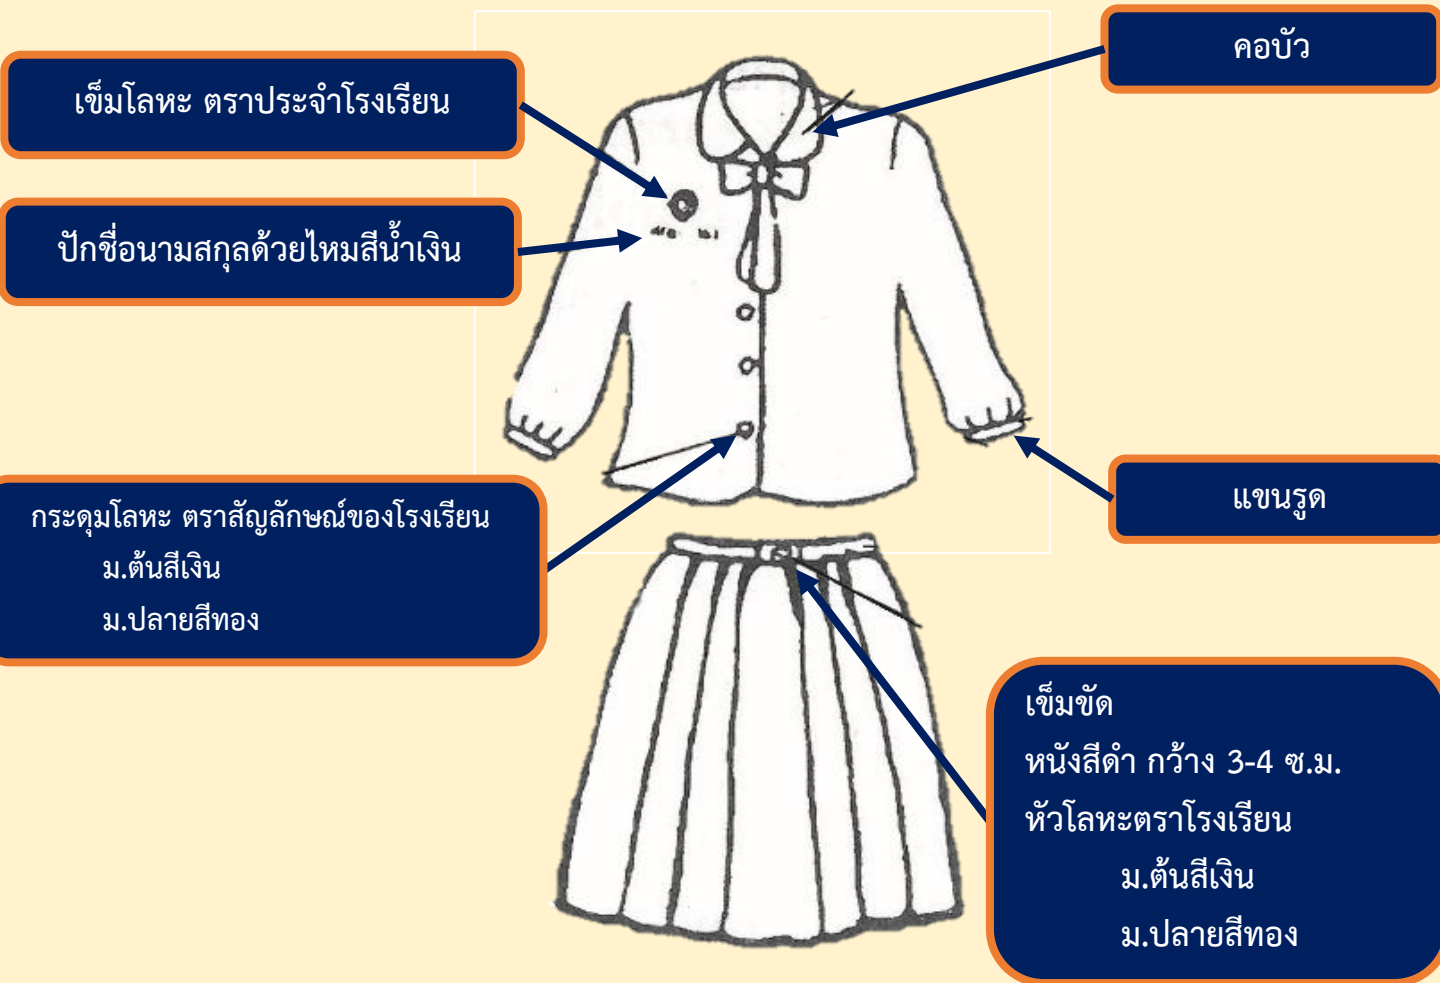 คอบัว
เข็มโลหะ ตราประจำโรงเรียน
ปักชื่อนามสกุลด้วยไหมสีน้ำเงิน
กระดุมโลหะ ตราสัญลักษณ์ของโรงเรียน
ม.ต้นสีเงิน
ม.ปลายสีทอง
แขนรูด
เข็มขัด
หนังสีดำ กว้าง 3-4 ซ.ม.
หัวโลหะตราโรงเรียน
ม.ต้นสีเงิน
ม.ปลายสีทอง